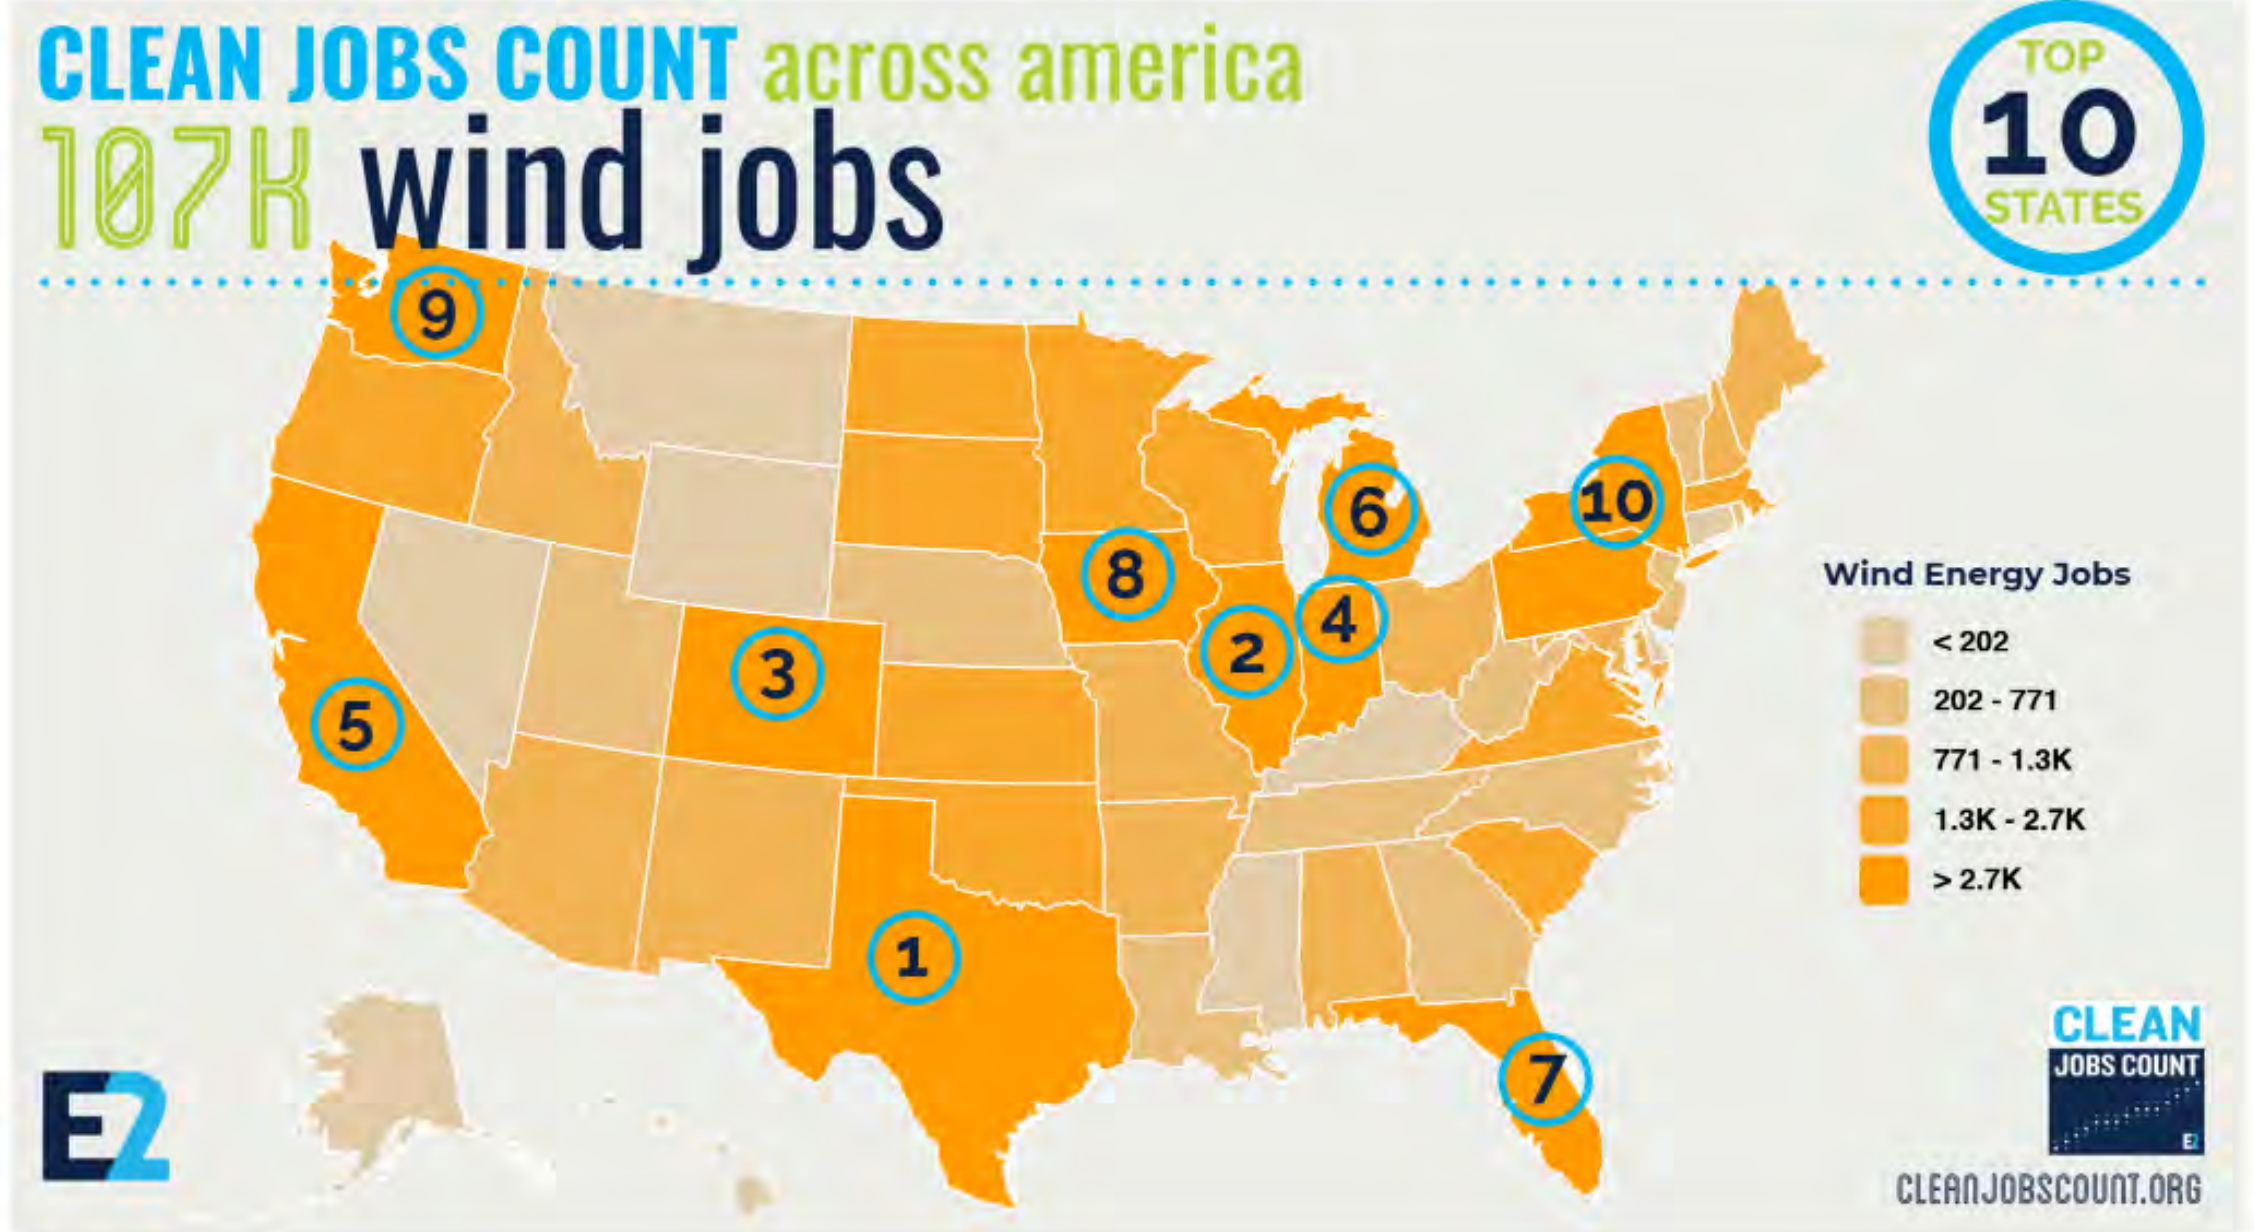 CLEAN JOBS COUNT across america
107K wind jobs
TOP
10
STATES
9
10
6
8
4
2
3
5
1
7
Wind Energy Jobs
< 202
202 - 771
771 - 1.3K
1.3K - 2.7K
> 2.7K
E2
CLEAN
JOBS COUNT
E2
CLEANJOBSCOUNT.ORG